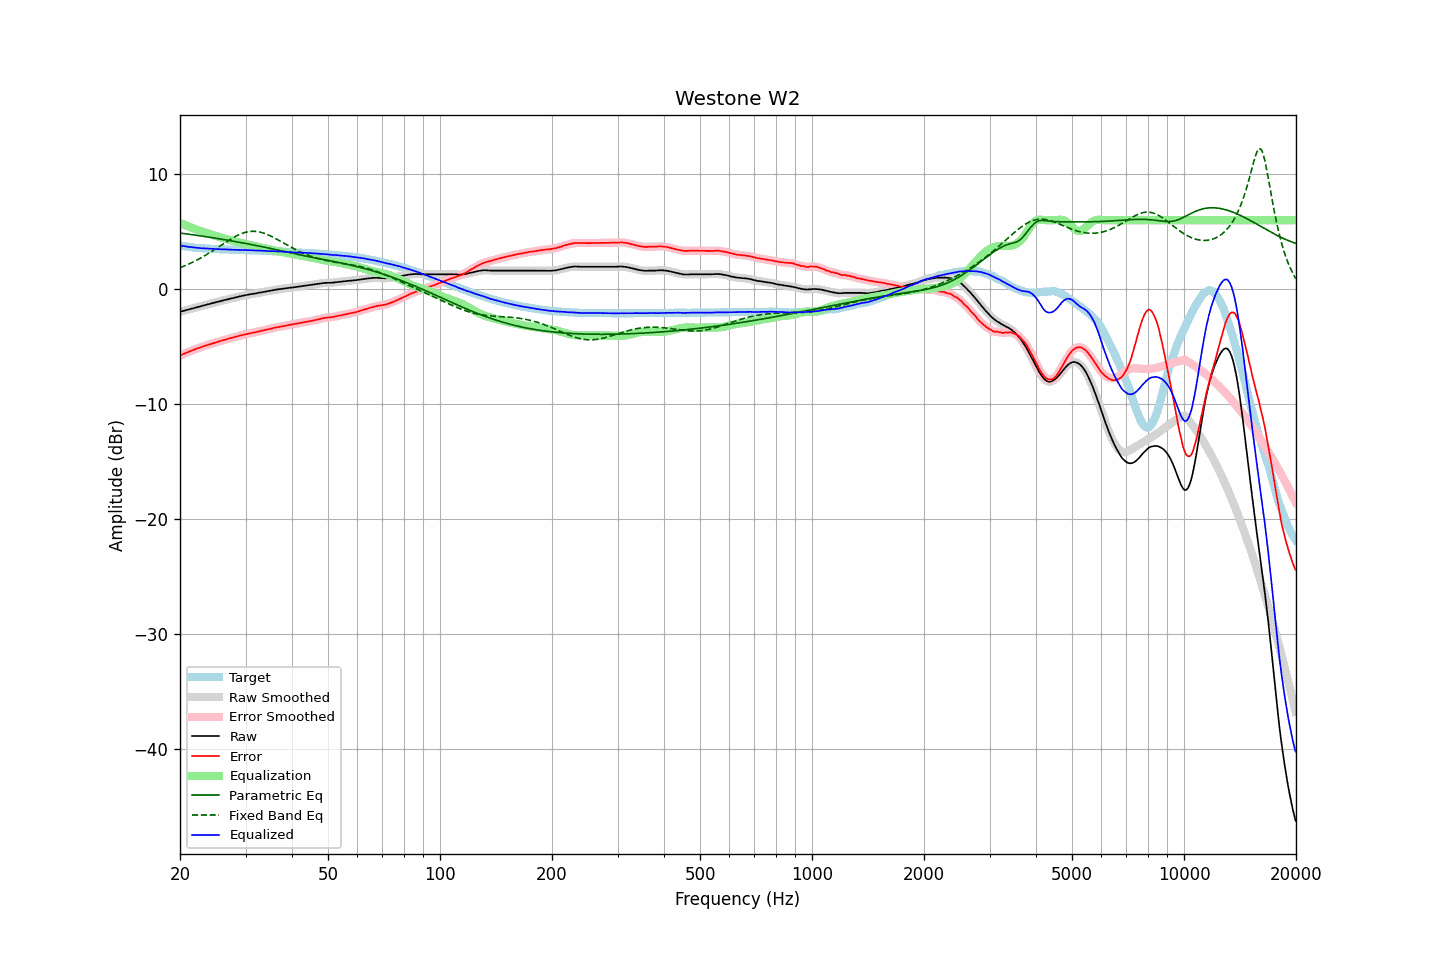 Westone W2
Amplitude (dBr)
10
0
−10
−20
−30
−40
Target
Raw Smoothed
Error Smoothed
Raw
Error
Equalization
Parametric Eq
Fixed Band Eq
Equalized
20 50 100 200 500 1000 2000 5000 10000 20000
Frequency (Hz)